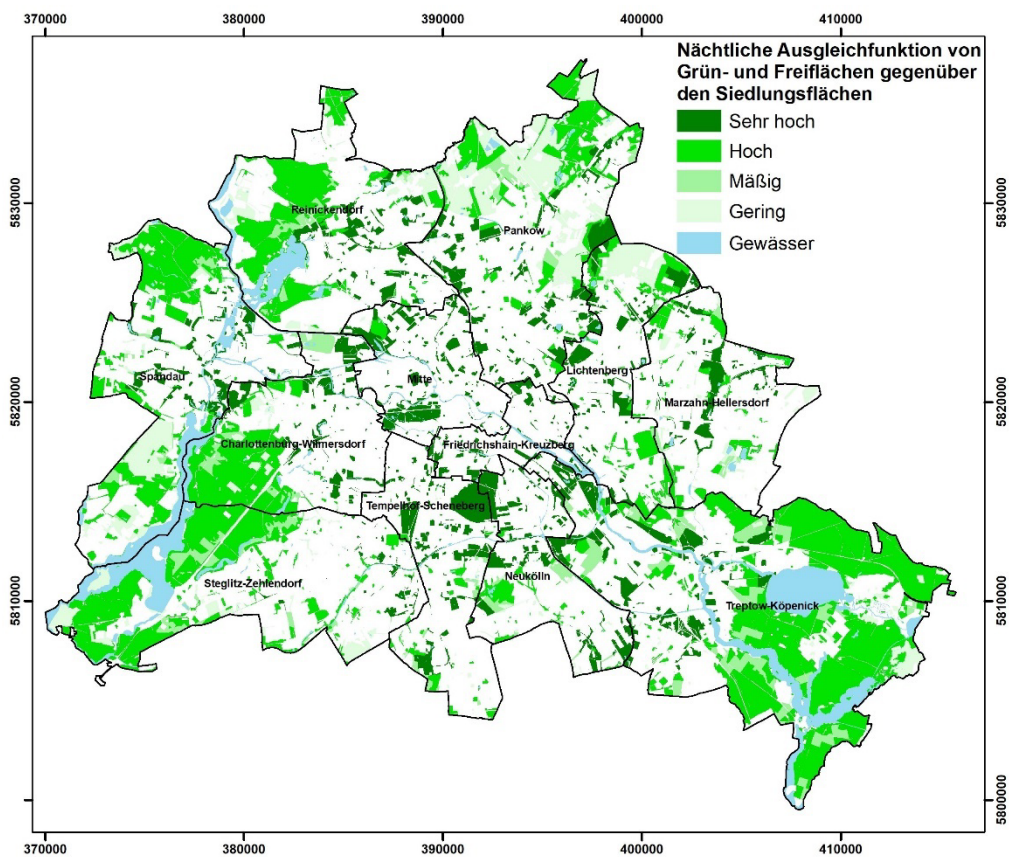 370000 380000 390000 400000 410000
Nächtliche Ausgleichfunktion von
Grün- und Freiflächen gegenüber
den Siedlungsflächen
Sehr hoch
Hoch
Mäßig
Gering
Gewässer
5830000
5830000
Reinickendorf
Pankow
Spandau
Mitte
Lichtenberg
Marzahn-Hellersdorf
5820000
5820000
Charlottenburg-Wilmersdorf
Friedrichshain-Kreuzberg
Tempelhof-Scheneberg
Steglitz-Zehlendorf
Neukölln
Treptow-Köpenick
5810000
5810000
5800000
370000 380000 390000 400000 410000